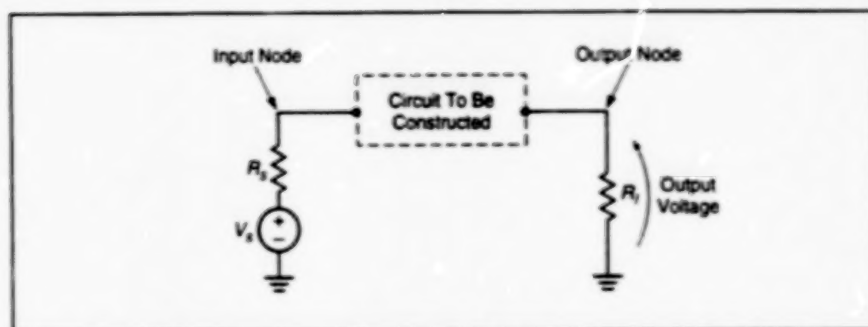 Input Node
Output Node
Circuit To Be
Constructed
Rs
Vs
+
−
Rl
Output
Voltage